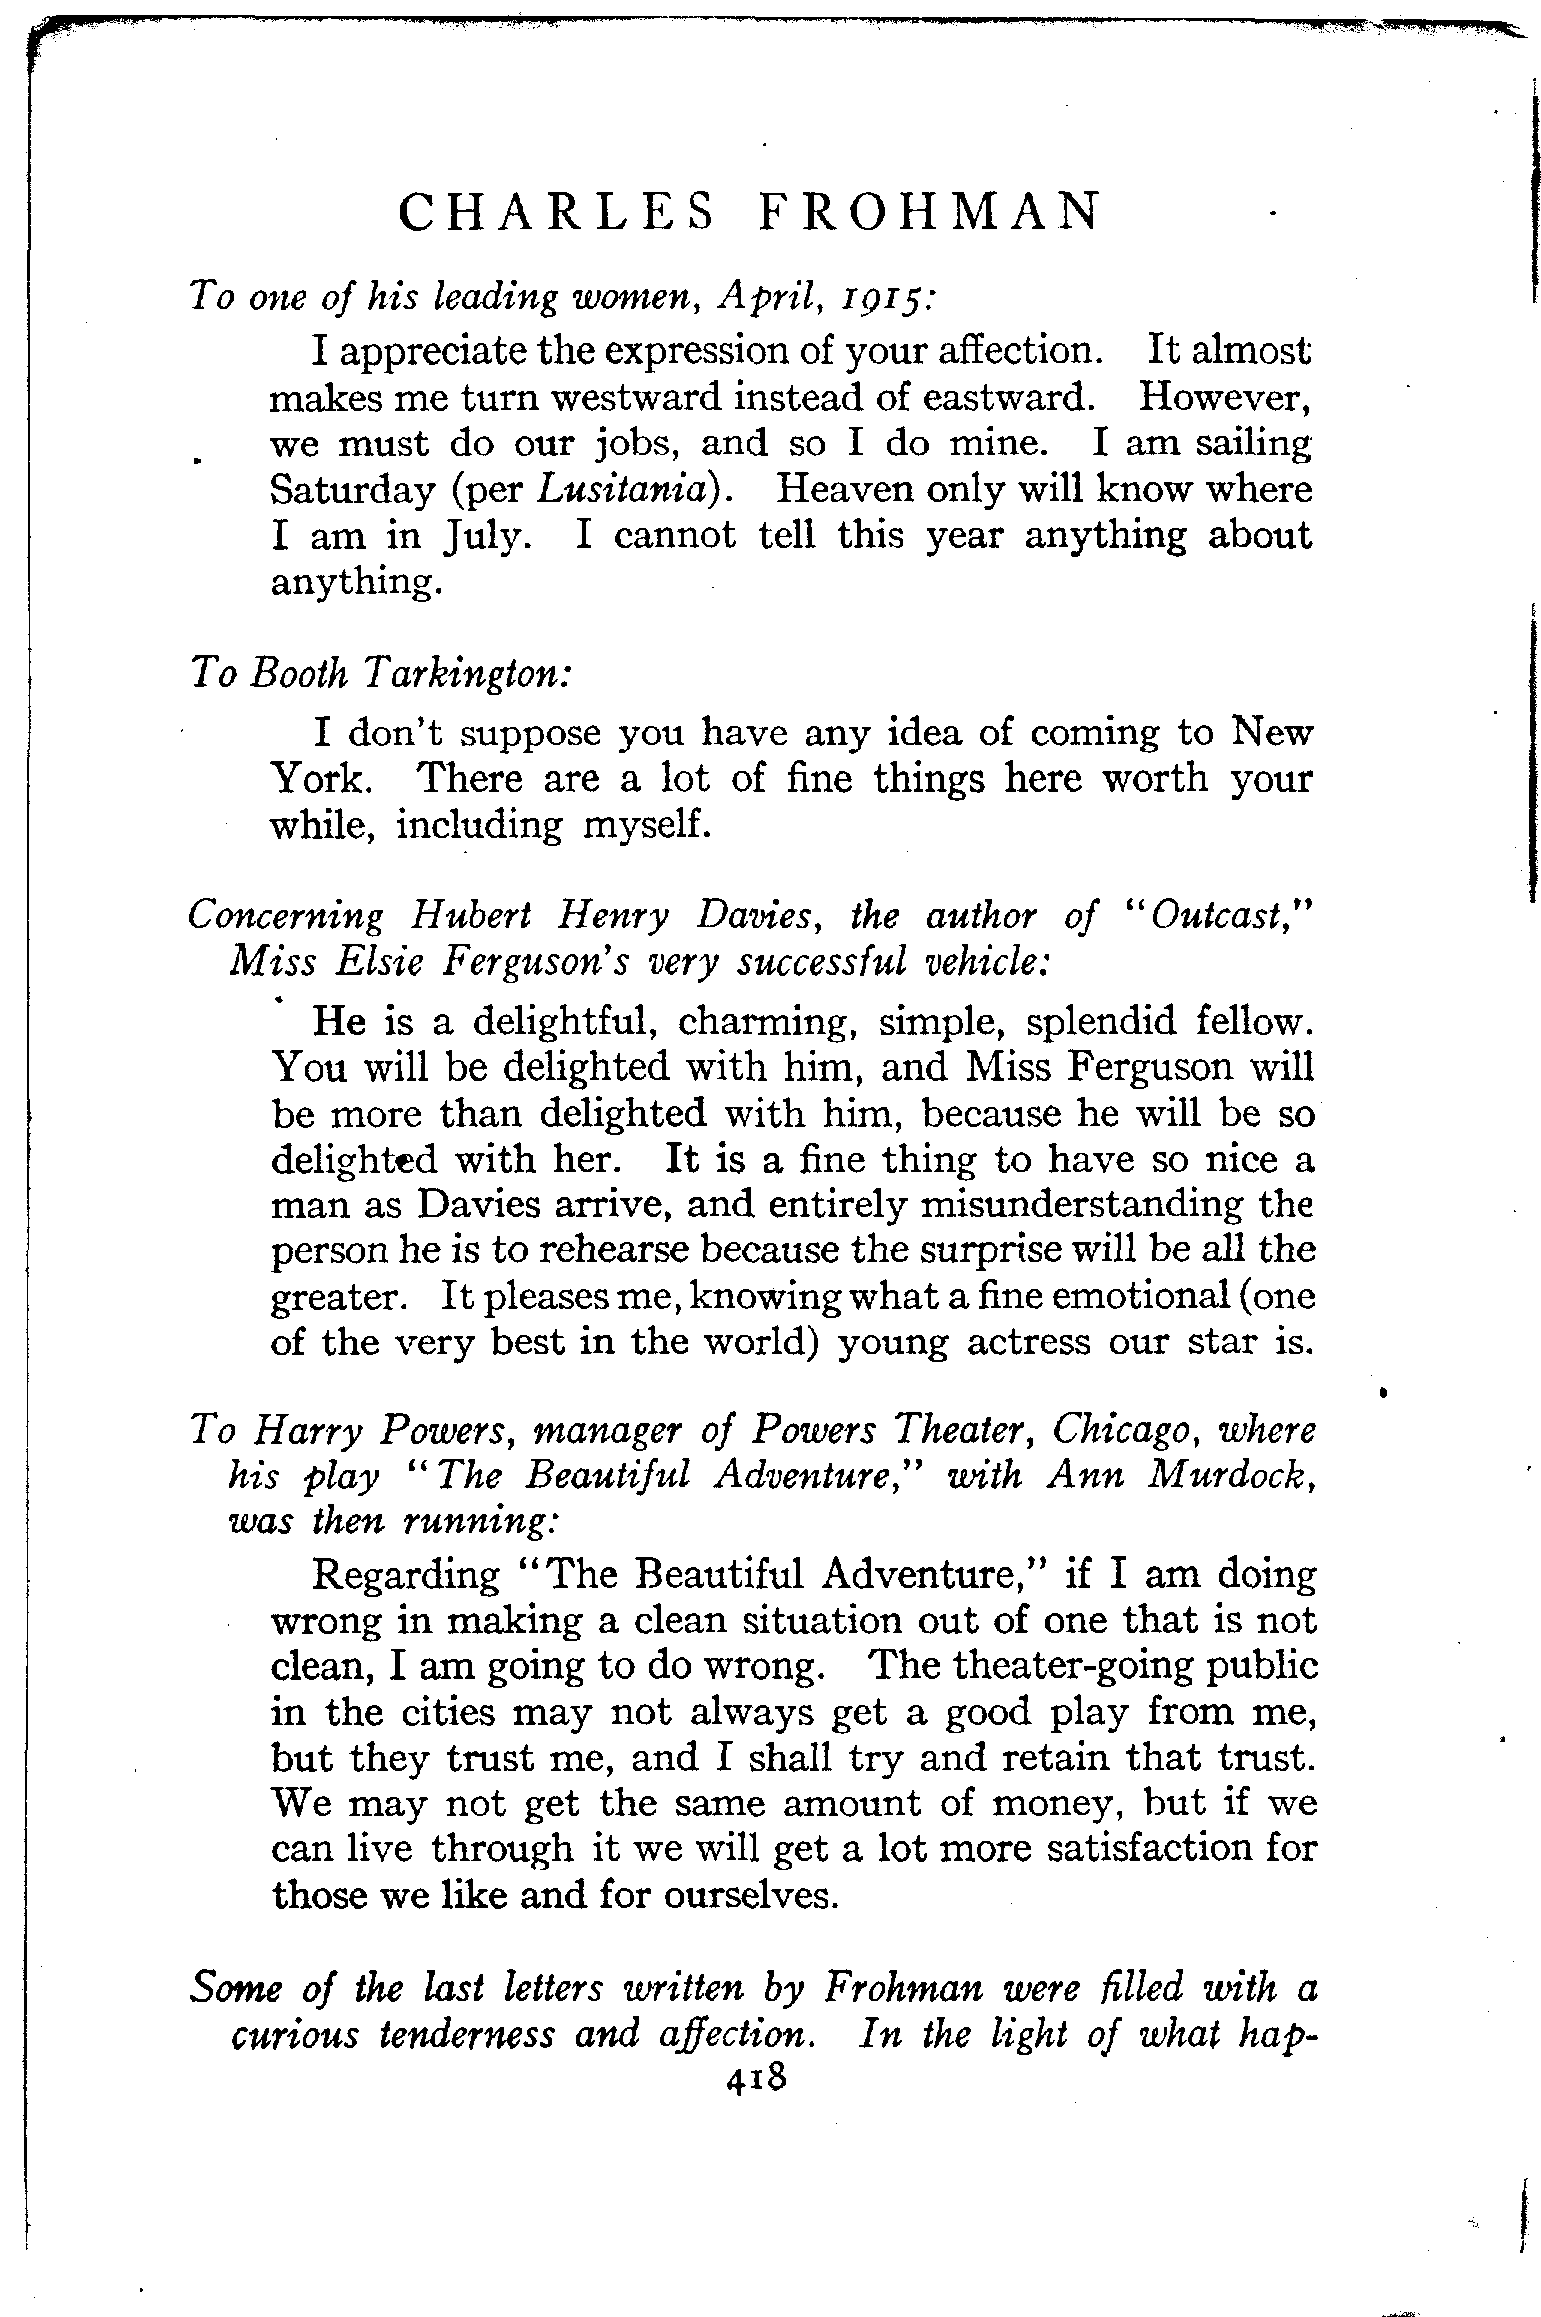 CHARLES FROHMAN
To one of his leading women, April, 1915:
I appreciate the expression of your affection. It almost
makes me turn westward instead of eastward. However,
we must do our jobs, and so I do mine. I am sailing
Saturday (per Lusitania). Heaven only will know where
I am in July. I cannot tell this year anything about
anything.
To Booth Tarkington:
I don't suppose you have any idea of coming to New
York. There are a lot of fine things here worth your
while, including myself.
Concerning Hubert Henry Davies, the author of "Outcast,"
Miss Elsie Ferguson's very successful vehicle:
He is a delightful, charming, simple, splendid fellow.
You will be delighted with him, and Miss Ferguson will
be more than delighted with him, because he will be so
delighted with her. It is a fine thing to have so nice a
man as Davies arrive, and entirely misunderstanding the
person he is to rehearse because the surprise will be all the
greater. It pleases me, knowing what a fine emotional (one
of the very best in the world) young actress our star is.
To Harry Powers, manager of Powers Theater, Chicago, where
his play "The Beautiful Adventure," with Ann Murdock,
was then running:
Regarding "The Beautiful Adventure," if I am doing
wrong in making a clean situation out of one that is not
clean, I am going to do wrong. The theater-going public
in the cities may not always get a good play from me,
but they trust me, and I shall try and retain that trust.
We may not get the same amount of money, but if we
can live through it we will get a lot more satisfaction for
those we like and for ourselves.
Some of the last letters written by Frohman were filled with a
curious tenderness and affection. In the light of what hap-
418